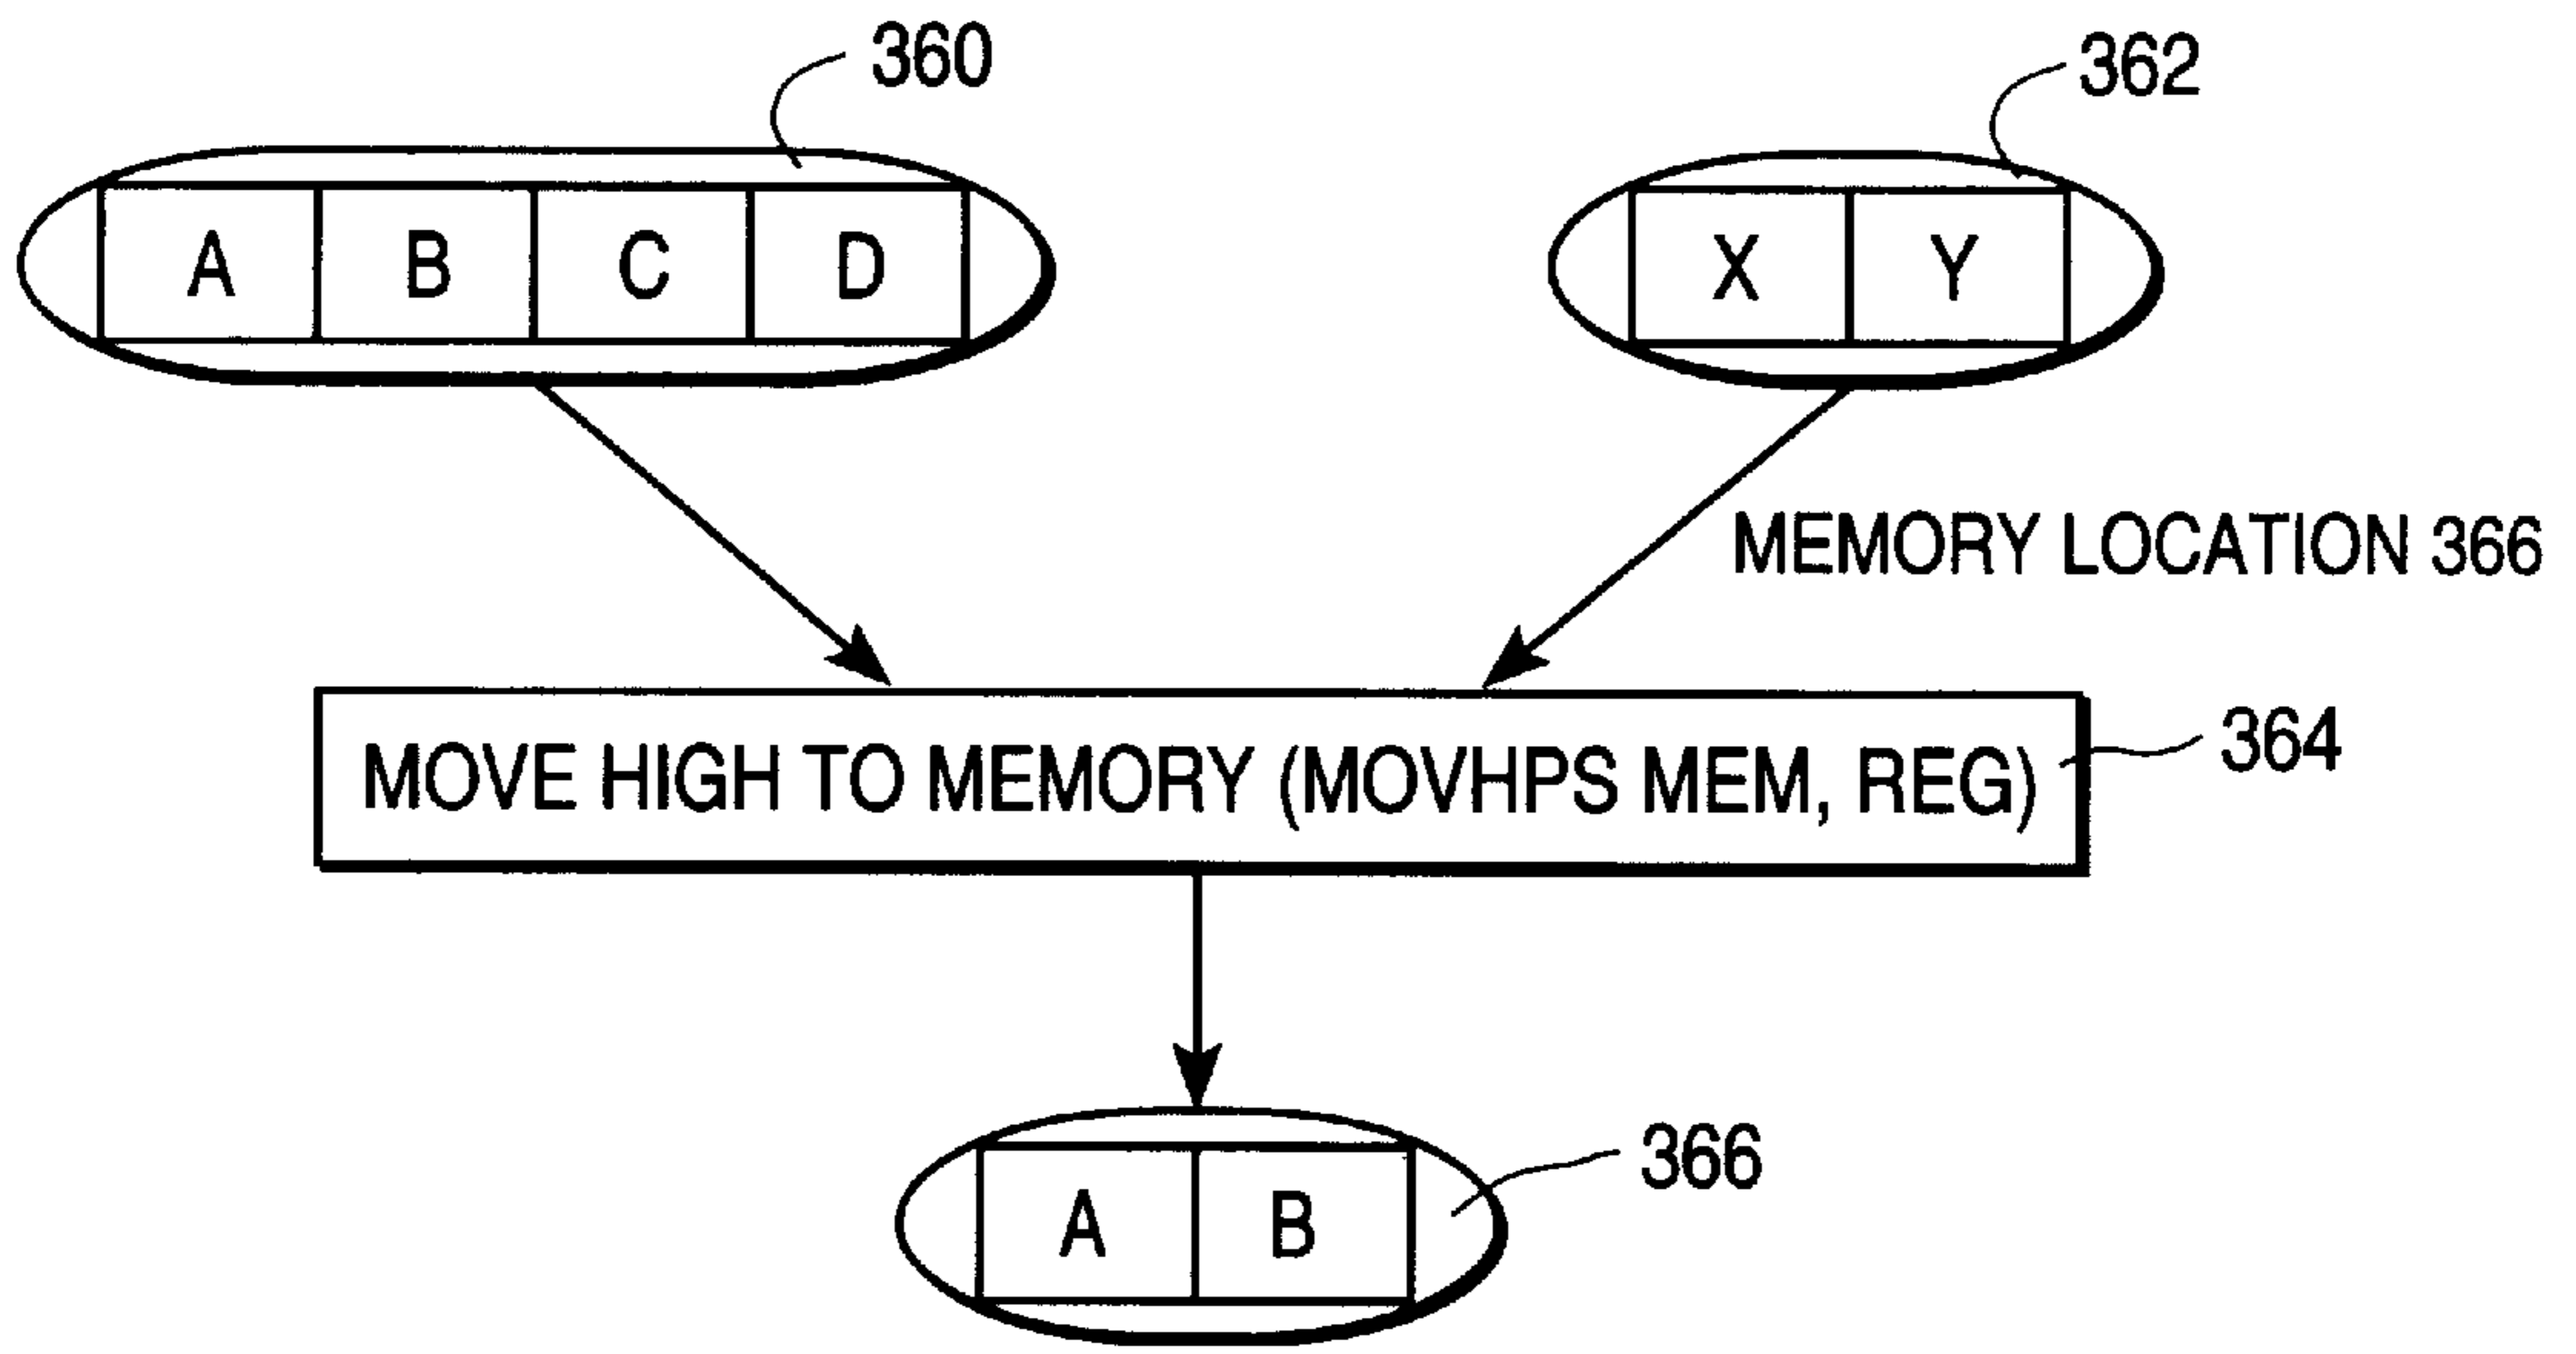 360
362
A B C D
X Y
MEMORY LOCATION 366
MOVE HIGH TO MEMORY (MOVHPS MEM, REG)
364
366
A B